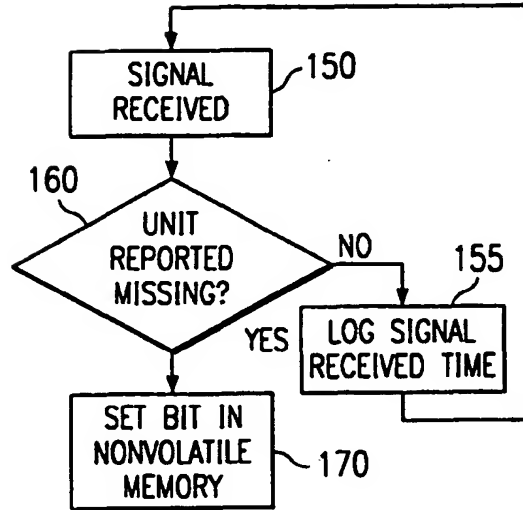 SIGNAL
RECEIVED
150
160
UNIT
REPORTED
MISSING?
NO
155
YES
LOG SIGNAL
RECEIVED TIME
SET BIT IN
NONVOLATILE
MEMORY
170